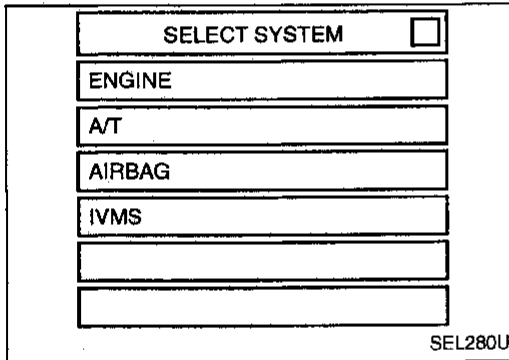 SELECT SYSTEM
ENGINE
A/T
AIRBAG
IVMS
SEL280U